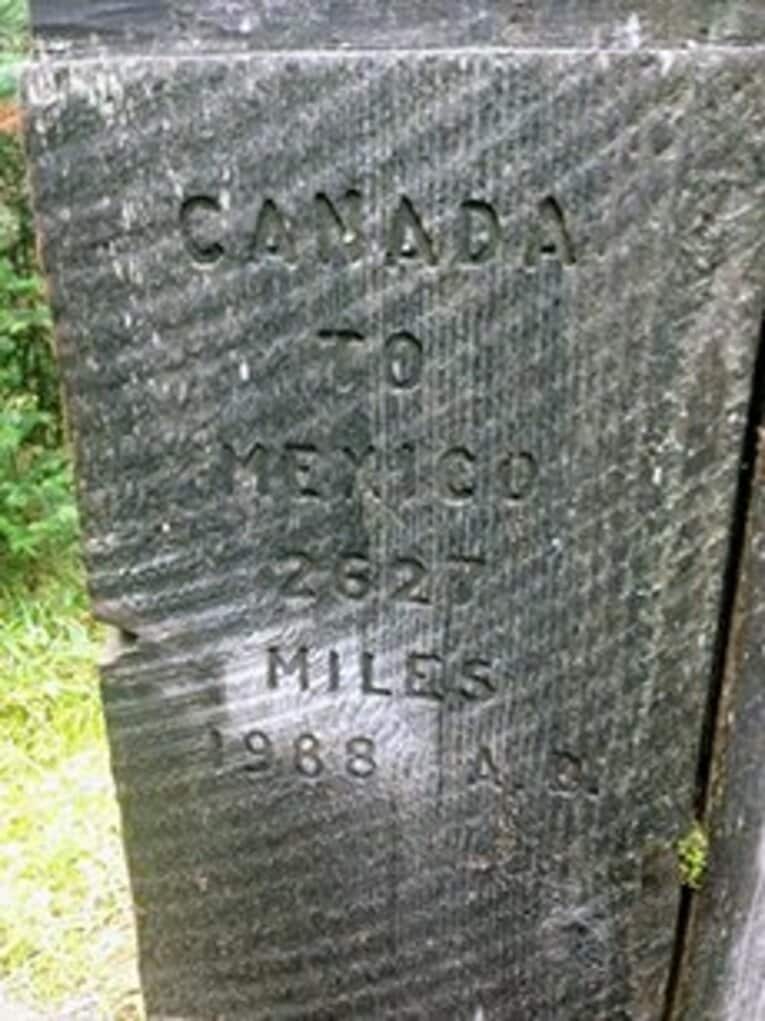 CANADA
TO
MEXICO
2627
MILES
1988 A.D.